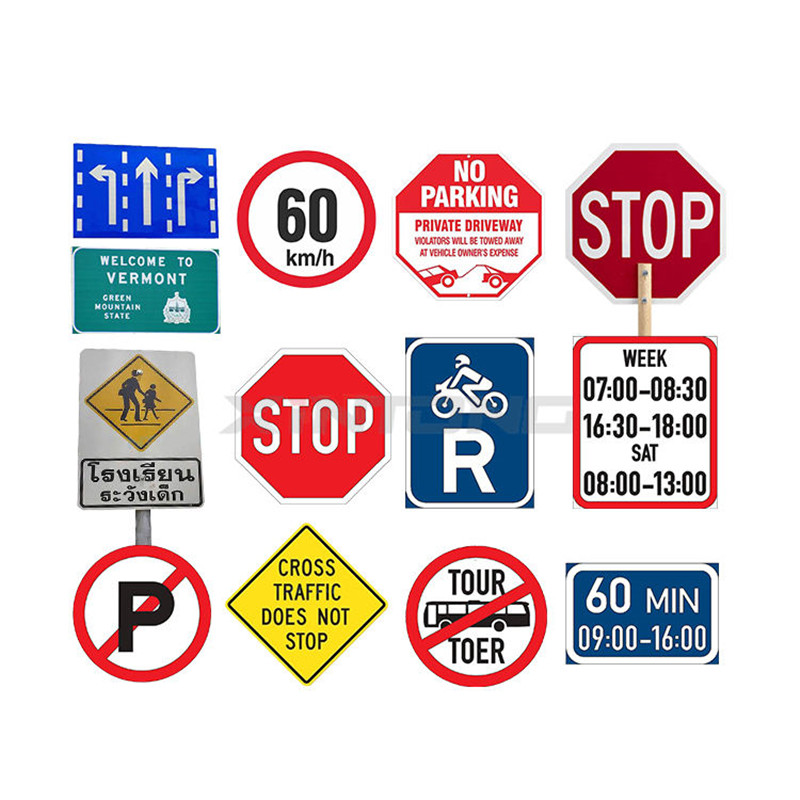 WELCOME TO
VERMONT
GREEN
MOUNTAIN
STATE
60
km/h
NO
PARKING
PRIVATE DRIVEWAY
VIOLATORS WILL BE TOWED AWAY
AT VEHICLE OWNER'S EXPENSE
STOP
โรงเรียน
ระวังเด็ก
STOP
R
WEEK
07:00-08:30
16:30-18:00
SAT
08:00-13:00
XINTONG
P
CROSS
TRAFFIC
DOES NOT
STOP
TOUR
TOER
60 MIN
09:00-16:00